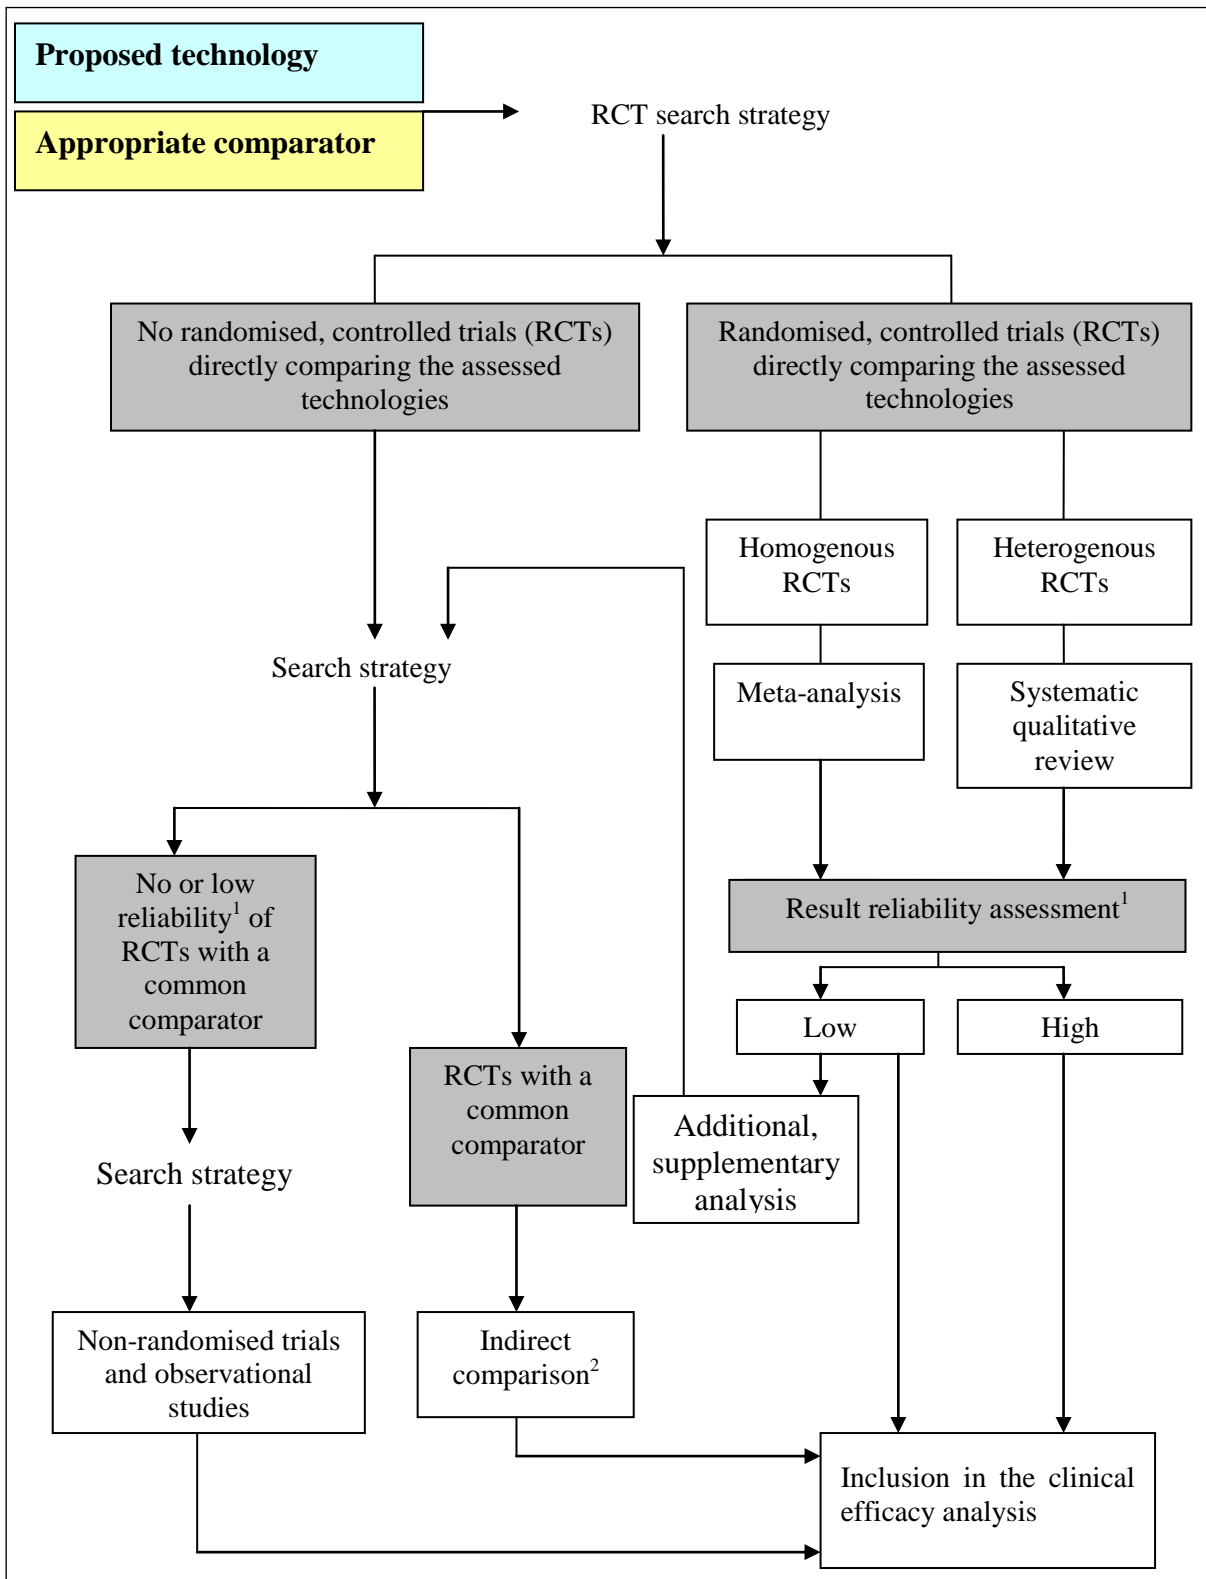 Proposed technology
Appropriate comparator
RCT search strategy
No randomised, controlled trials (RCTs)
directly comparing the assessed
technologies
Randomised, controlled trials (RCTs)
directly comparing the assessed
technologies
Homogenous
RCTs
Heterogenous
RCTs
Search strategy
Meta-analysis
Systematic
qualitative
review
No or low
reliability¹ of
RCTs with a
common
comparator
Result reliability assessment¹
Low
High
RCTs with a
common
comparator
Additional,
supplementary
analysis
Search strategy
Non-randomised trials
and observational
studies
Indirect
comparison²
Inclusion in the clinical
efficacy analysis